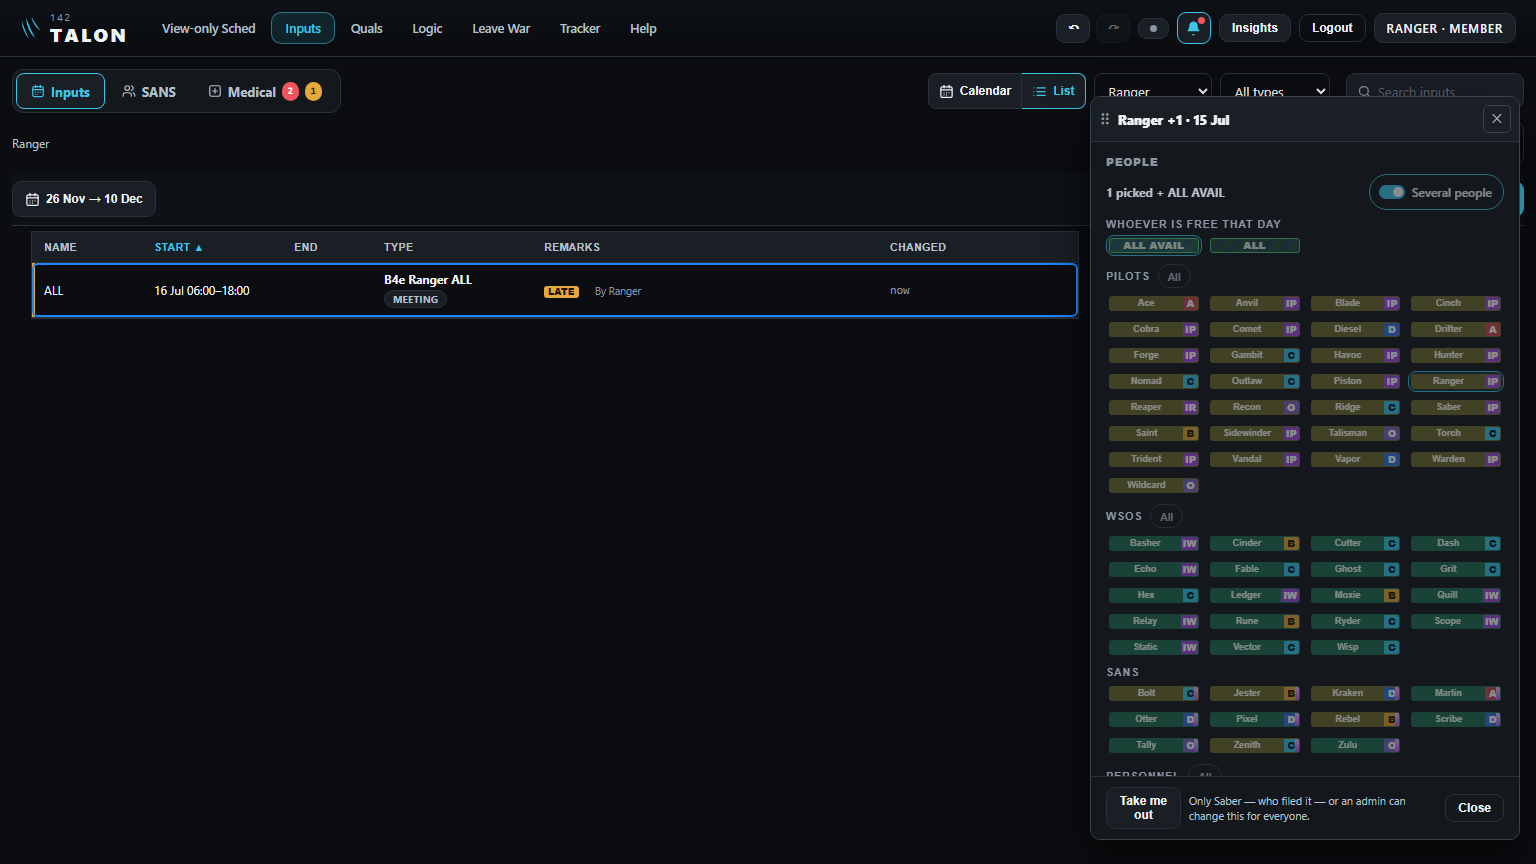 142
TALON
View-only Sched
Inputs
Quals
Logic
Leave War
Tracker
Help
Insights
Logout
RANGER · MEMBER
Inputs
SANS
Medical 2 1
Calendar
List
Ranger
All types
Search inputs
Ranger
26 Nov → 10 Dec
NAME
START ▲
END
TYPE
REMARKS
CHANGED
ALL
16 Jul 06:00–18:00
B4e Ranger ALL
MEETING
LATE
By Ranger
now
Ranger +1 · 15 Jul
PEOPLE
1 picked + ALL AVAIL
Several people
WHOEVER IS FREE THAT DAY
ALL AVAIL
ALL
PILOTS
All
Ace A
Anvil IP
Blade IP
Cinch IP
Cobra IP
Comet IP
Diesel D
Drifter A
Forge IP
Gambit C
Havoc IP
Hunter IP
Nomad C
Outlaw C
Piston IP
Ranger IP
Reaper IR
Recon O
Ridge C
Saber IP
Saint B
Sidewinder IP
Talisman O
Torch C
Trident IP
Vandal IP
Vapor D
Warden IP
Wildcard O
WSOS
All
Basher IW
Cinder B
Cutter C
Dash C
Echo IW
Fable C
Ghost C
Grit C
Hex C
Ledger IW
Moxie B
Quill IW
Relay IW
Rune B
Ryder C
Scope IW
Static IW
Vector C
Wisp C
SANS
Bolt C
Jester B
Kraken D
Marlin A
Otter D
Pixel D
Rebel B
Scribe D
Tally O
Zenith C
Zulu O
PERSONNEL
All
Take me
out
Only Saber — who filed it — or an admin can
change this for everyone.
Close